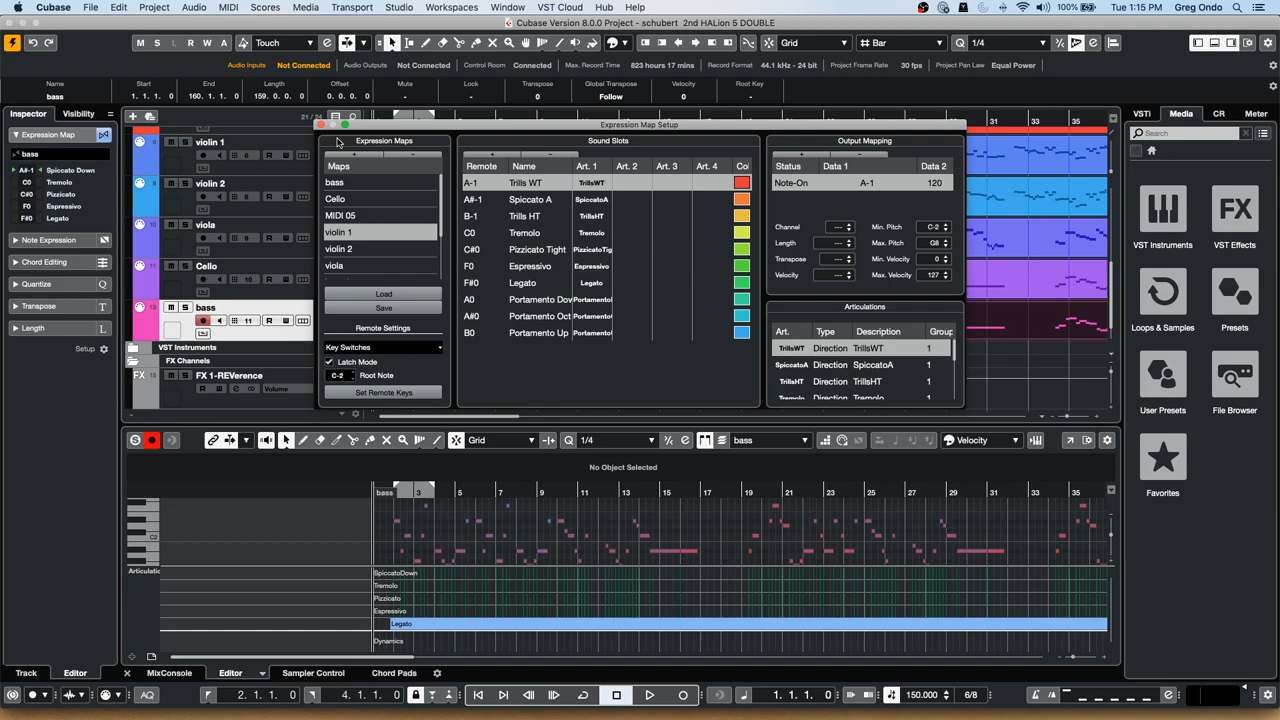 Cubase File Edit Project Audio MIDI Scores Media Transport Studio Workspaces Window VST Cloud Hub Help 100% Tue 1:15 PM Greg Ondo
Cubase Version 8.0.0 Project - schubert 2nd HALion 5 DOUBLE
M S L R W A Touch Grid Bar Q 1/4
Audio Inputs Not Connected Audio Outputs Not Connected Control Room Connected Max. Record Time 823 hours 17 mins Record Format 44.1 kHz - 24 bit Project Frame Rate 30 fps Project Pan Law Equal Power
Name Start End Length Offset Mute Transpose Global Transpose Velocity Root Key
bass 1. 1. 1. 0 160. 1. 1. 0 159. 0. 0. 0 0. 0. 0. 0 - 0 Follow 0 -
Inspector Visibility
Expression Map
bass
A#-1 Spiccato Down
C0 Tremolo
C#0 Pizzicato
F0 Espressivo
F#0 Legato
Note Expression
Chord Editing
Quantize
Transpose
Length
Setup
21 / 24
31 33 35
M S violin 1
M S violin 2
M S viola
M S Cello
10
M S bass
11
VST Instruments
FX Channels
15 FX 1-REVerence Volume
Expression Map Setup
Expression Maps
Maps
bass
Cello
MIDI 05
violin 1
violin 2
viola
Load
Save
Remote Settings
Key Switches
Latch Mode
C-2 Root Note
Set Remote Keys
Sound Slots
Remote Name Art. 1 Art. 2 Art. 3 Art. 4 Col
A-1 Trills WT TrillsWT
A#-1 Spiccato A SpiccatoA
B-1 Trills HT TrillsHT
C0 Tremolo Tremolo
C#0 Pizzicato Tight PizzicatoTig
F0 Espressivo Espressivo
F#0 Legato Legato
A0 Portamento Dov Portamento
A#0 Portamento Oct Portamento
B0 Portamento Up Portamento
Output Mapping
Status Data 1 Data 2
Note-On A-1 120
Channel --- Min. Pitch C-2
Length --- Max. Pitch G8
Transpose --- Min. Velocity 0
Velocity --- Max. Velocity 127
Articulations
Art. Type Description Group
TrillsWT Direction TrillsWT 1
SpiccatoA Direction SpiccatoA 1
TrillsHT Direction TrillsHT 1
Tremolo Direction Tremolo 1
VSTi Media CR Meter
Search
VST Instruments VST Effects
Loops & Samples Presets
User Presets File Browser
Favorites
S Grid Q 1/4 bass Velocity
No Object Selected
bass 3 5 7 9 11 13 15 17 19 21 23 25 27 29 31 33 35
C2
Articulatio
SpiccatoDown
Tremolo
Pizzicato
Espressivo
Legato
Dynamics
Track Editor MixConsole Editor Sampler Control Chord Pads
AQ 2. 1. 1. 0 4. 1. 1. 0 1. 1. 1. 0 150.000 6/8